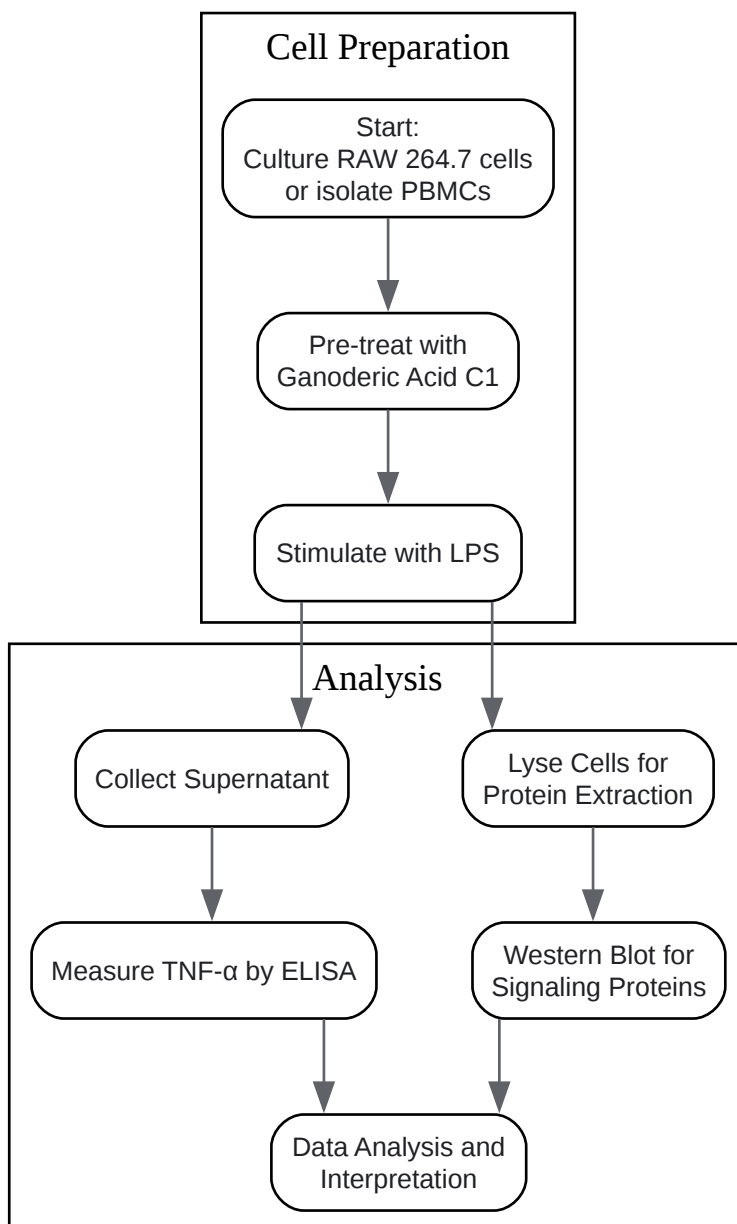 Cell Preparation
Start:
Culture RAW 264.7 cells
or isolate PBMCs
Pre-treat with
Ganoderic Acid C1
Stimulate with LPS
Analysis
Collect Supernatant
Lyse Cells for
Protein Extraction
Measure TNF-α by ELISA
Western Blot for
Signaling Proteins
Data Analysis and
Interpretation